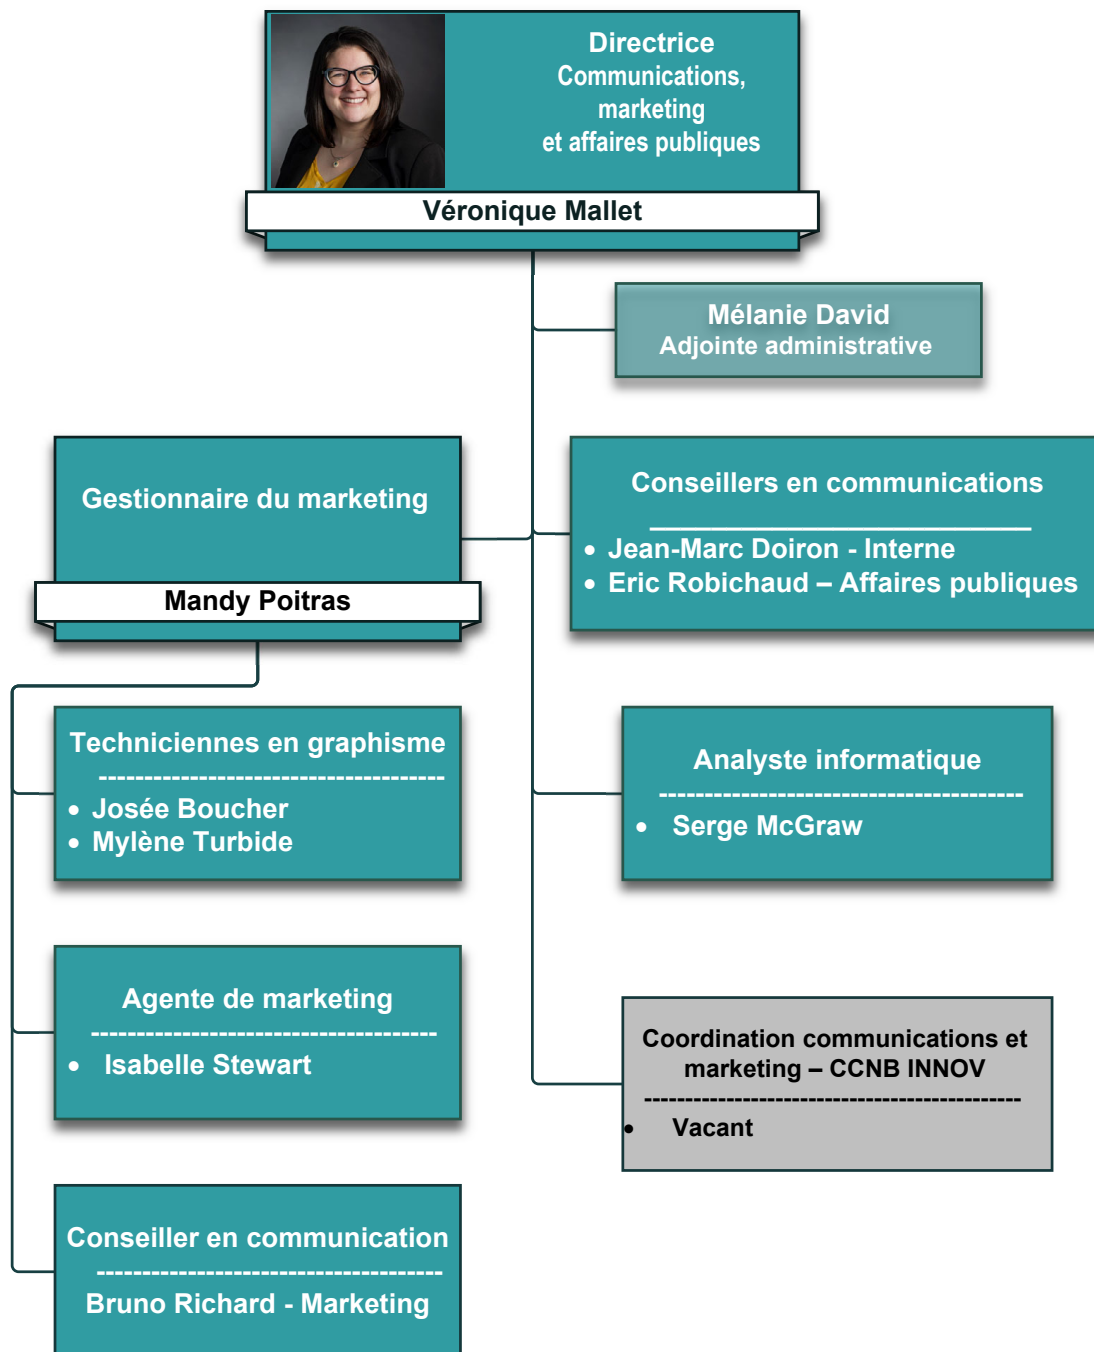 Directrice
Communications,
marketing
et affaires publiques
Véronique Mallet
Mélanie David
Adjointe administrative
Gestionnaire du marketing
Mandy Poitras
Conseillers en communications
• Jean-Marc Doiron - Interne
• Eric Robichaud – Affaires publiques
Techniciennes en graphisme
--------------------------------------
• Josée Boucher
• Mylène Turbide
Analyste informatique
----------------------------------------
• Serge McGraw
Agente de marketing
--------------------------------------
• Isabelle Stewart
Coordination communications et
marketing – CCNB INNOV
----------------------------------------------
• Vacant
Conseiller en communication
--------------------------------------
Bruno Richard - Marketing